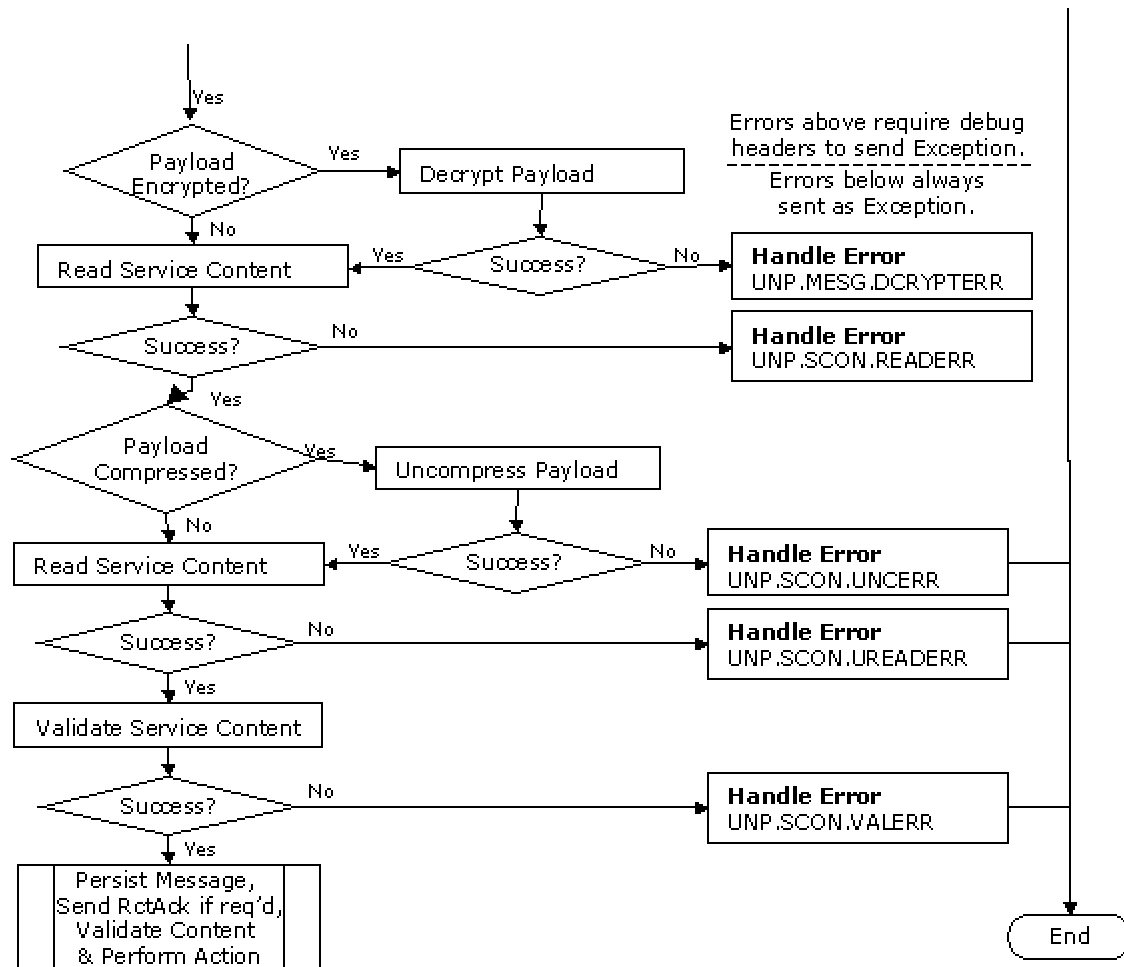 Yes
Payload
Encrypted?
Yes
Decrypt Payload
Errors above require debug
headers to send Exception.
Errors below always
sent as Exception.
No
Read Service Content
Yes
Success?
No
Handle Error
UNP.MESG.DCRYPTERR
Success?
No
Handle Error
UNP.SCON.READERR
Yes
Payload
Compressed?
Yes
Uncompress Payload
No
Read Service Content
Yes
Success?
No
Handle Error
UNP.SCON.UNCERR
Success?
No
Handle Error
UNP.SCON.UREADERR
Yes
Validate Service Content
Success?
No
Handle Error
UNP.SCON.VALERR
Yes
Persist Message,
Send RctAck if req'd,
Validate Content
& Perform Action
End